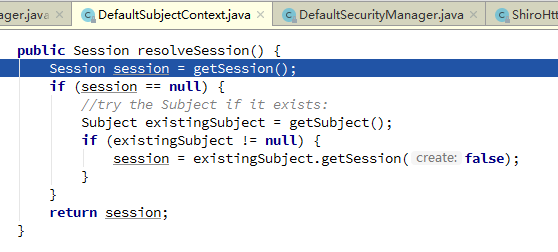 ager.java × DefaultSubjectContext.java × DefaultSecurityManager.java × ShiroHtt
public Session resolveSession() {
Session session = getSession();
if (session == null) {
//try the Subject if it exists:
Subject existingSubject = getSubject();
if (existingSubject != null) {
session = existingSubject.getSession( create: false);
}
}
return session;
}